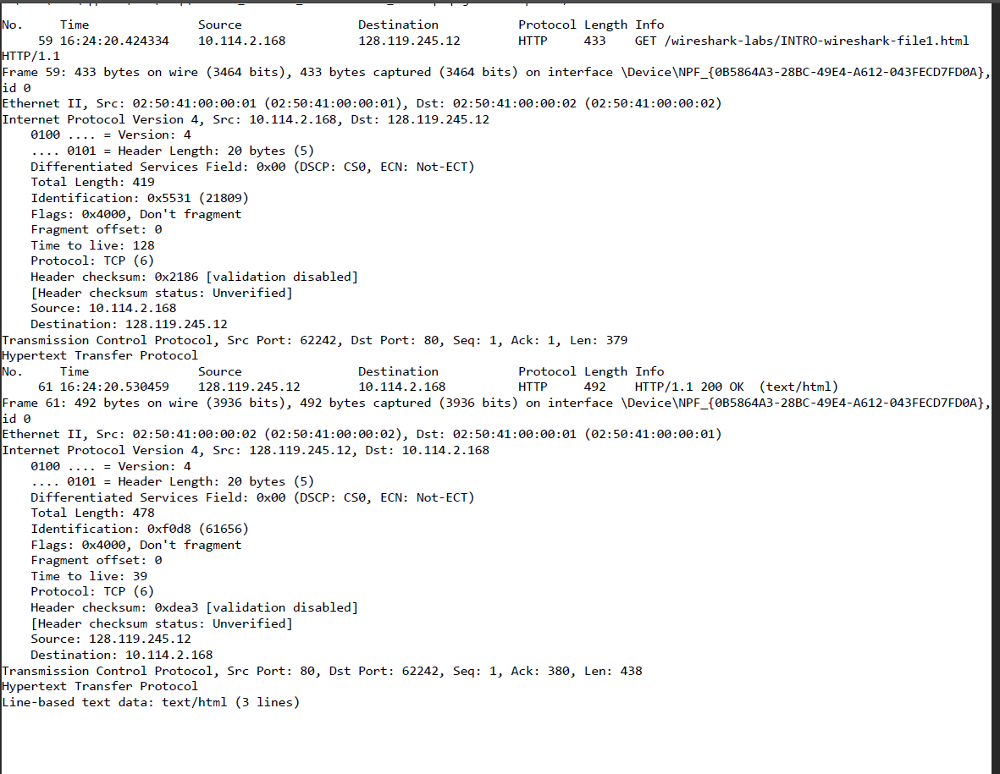 No. Time Source Destination Protocol Length Info
59 16:24:20.424334 10.114.2.168 128.119.245.12 HTTP 433 GET /wireshark-labs/INTRO-wireshark-file1.html
HTTP/1.1
Frame 59: 433 bytes on wire (3464 bits), 433 bytes captured (3464 bits) on interface \Device\NPF_{0B5864A3-28BC-49E4-A612-043FECD7FD0A},
id 0
Ethernet II, Src: 02:50:41:00:00:01 (02:50:41:00:00:01), Dst: 02:50:41:00:00:02 (02:50:41:00:00:02)
Internet Protocol Version 4, Src: 10.114.2.168, Dst: 128.119.245.12
0100 .... = Version: 4
.... 0101 = Header Length: 20 bytes (5)
Differentiated Services Field: 0x00 (DSCP: CS0, ECN: Not-ECT)
Total Length: 419
Identification: 0x5531 (21809)
Flags: 0x4000, Don't fragment
Fragment offset: 0
Time to live: 128
Protocol: TCP (6)
Header checksum: 0x2186 [validation disabled]
[Header checksum status: Unverified]
Source: 10.114.2.168
Destination: 128.119.245.12
Transmission Control Protocol, Src Port: 62242, Dst Port: 80, Seq: 1, Ack: 1, Len: 379
Hypertext Transfer Protocol
No. Time Source Destination Protocol Length Info
61 16:24:20.530459 128.119.245.12 10.114.2.168 HTTP 492 HTTP/1.1 200 OK (text/html)
Frame 61: 492 bytes on wire (3936 bits), 492 bytes captured (3936 bits) on interface \Device\NPF_{0B5864A3-28BC-49E4-A612-043FECD7FD0A},
id 0
Ethernet II, Src: 02:50:41:00:00:02 (02:50:41:00:00:02), Dst: 02:50:41:00:00:01 (02:50:41:00:00:01)
Internet Protocol Version 4, Src: 128.119.245.12, Dst: 10.114.2.168
0100 .... = Version: 4
.... 0101 = Header Length: 20 bytes (5)
Differentiated Services Field: 0x00 (DSCP: CS0, ECN: Not-ECT)
Total Length: 478
Identification: 0xf0d8 (61656)
Flags: 0x4000, Don't fragment
Fragment offset: 0
Time to live: 39
Protocol: TCP (6)
Header checksum: 0xdea3 [validation disabled]
[Header checksum status: Unverified]
Source: 128.119.245.12
Destination: 10.114.2.168
Transmission Control Protocol, Src Port: 80, Dst Port: 62242, Seq: 1, Ack: 380, Len: 438
Hypertext Transfer Protocol
Line-based text data: text/html (3 lines)